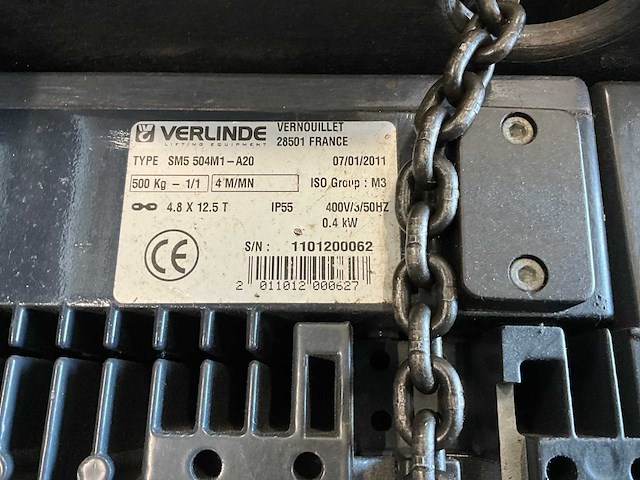 VERLINDE
LIFTING EQUIPMENT
VERNOUILLET
28501 FRANCE
TYPE SM5 504M1-A20 07/01/2011
500 Kg - 1/1 4 M/MN ISO Group : M3
4.8 X 12.5 T IP55 400V/3/50HZ
0.4 kW
S/N : 1101200062
CE
2 011012 000627